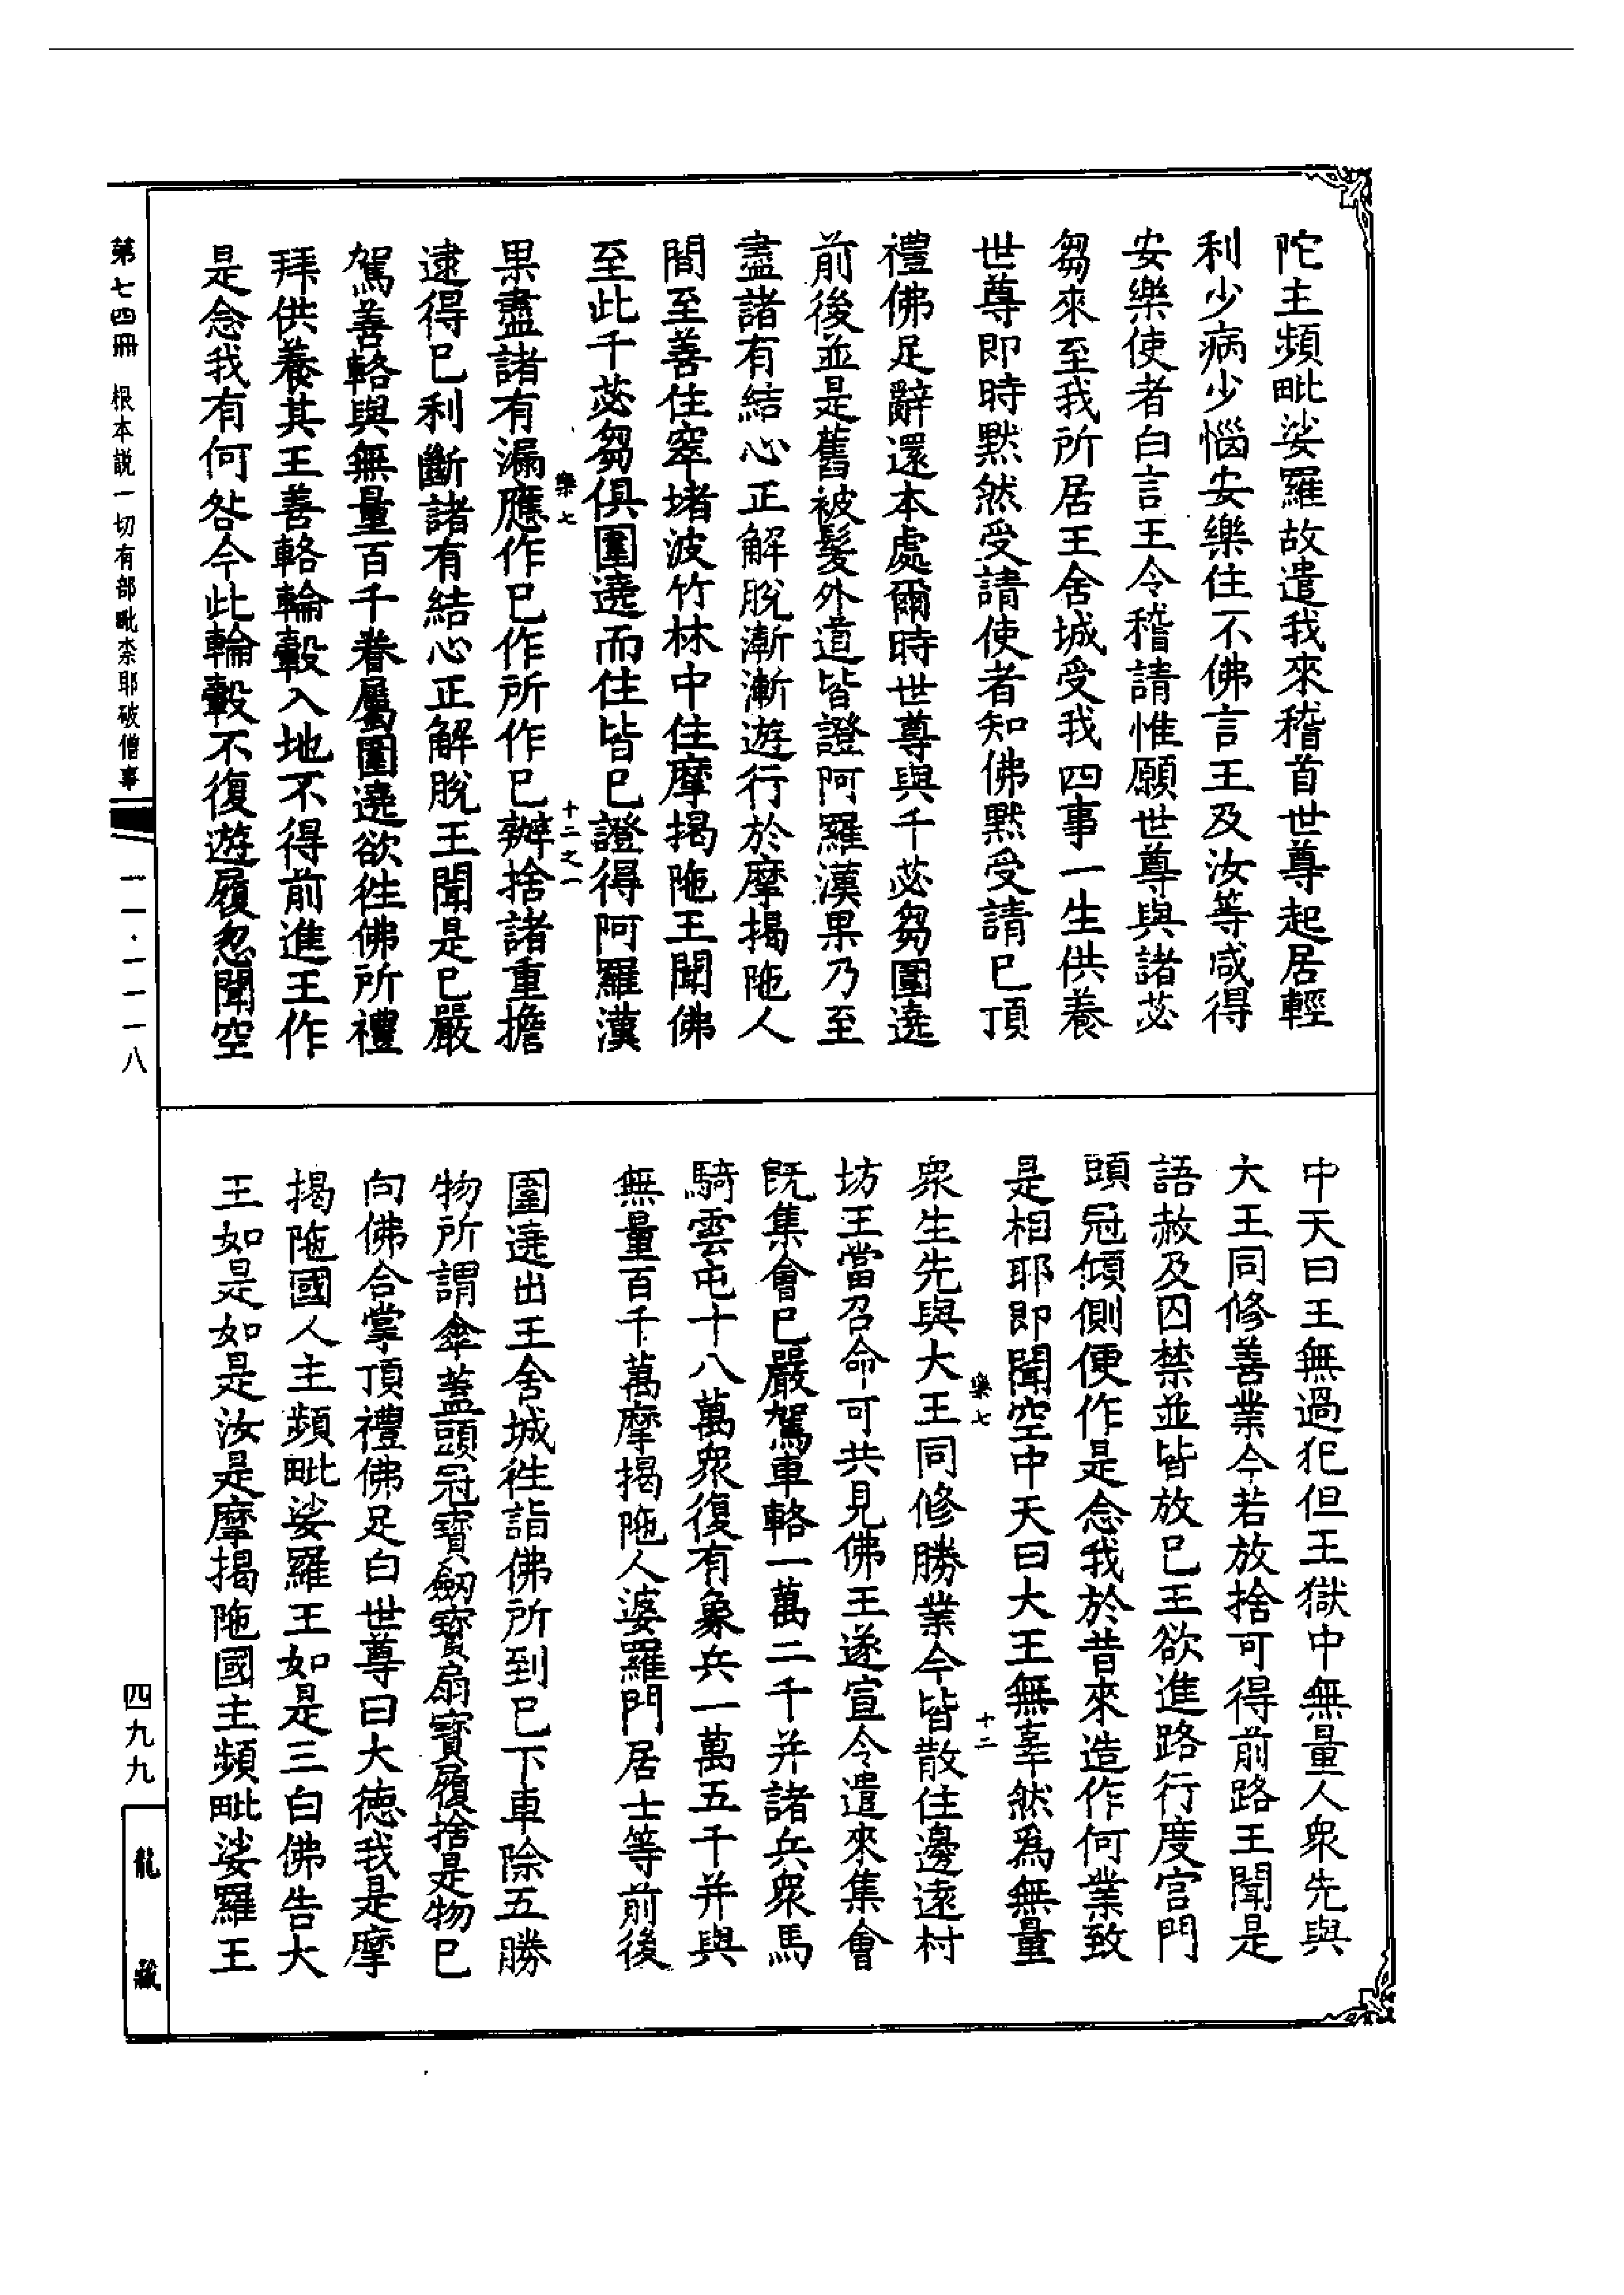 陀主頻毗娑羅故遣我來稽首世尊起居輕
利少病少惱安樂住不佛言王及汝等咸得
安樂使者白言王令稽請惟願世尊與諸苾
芻來至我所居王舍城受我四事一生供養
世尊即時默然受請使者知佛默受請已頂
禮佛足辭還本處爾時世尊與千苾芻圍遶
前後並是舊被髮外道皆證阿羅漢果乃至
盡諸有結心正解脫漸漸遊行於摩揭陁人
間至善住窣堵波竹林中住摩揭陁王聞佛
至此千苾芻俱圍遶而住皆已證得阿羅漢
樂七 十二之一
果盡諸有漏應作已作所作已辦捨諸重擔
逮得已利斷諸有結心正解脫王聞是已嚴
駕善輅與無量百千眷屬圍遶欲往佛所禮
拜供養其王善輅輪轂入地不得前進王作
是念我有何咎今此輪轂不復遊履忽聞空
中天曰王無過犯但王獄中無量人衆先與
大王同修善業今若放捨可得前路王聞是
語赦及囚禁並皆放已王欲進路行度宫門
頭冠傾側便作是念我於昔來造作何業致
是相耶即聞空中天曰大王無辜然爲無量
樂七 十二
衆生先與大王同修勝業今皆散住邊遠村
坊王當召命可共見佛王遂宣令遣來集會
既集會已嚴駕車輅一萬二千并諸兵衆馬
騎雲屯十八萬衆復有象兵一萬五千并與
無量百千萬摩揭陁人婆羅門居士等前後
圍遶出王舍城往詣佛所到已下車除五勝
物所謂傘蓋頭冠寶劒寶扇寶履捨是物已
向佛合掌頂禮佛足白世尊曰大德我是摩
揭陁國人主頻毗娑羅王如是三白佛告大
王如是如是汝是摩揭陁國主頻毗娑羅王
第七四冊 根本説一切有部毗柰耶破僧事 一一·一一一八
四九九
龍藏